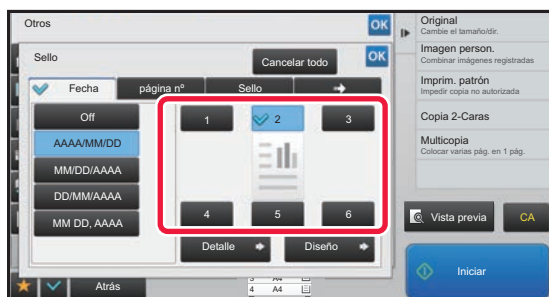 Otros
OK
Sello
Cancelar todo
OK
Fecha
página nº
Sello
Off
AAAA/MM/DD
MM/DD/AAAA
DD/MM/AAAA
MM DD, AAAA
1
2
3
4
5
6
Detalle
Diseño
Atrás
4 A4
Original
Cambie el tamaño/dir.
Imagen person.
Combinar imágenes registradas
Imprim. patrón
Impedir copia no autorizada
Copia 2-Caras
Multicopia
Colocar varias pág. en 1 pág.
Vista previa
CA
Iniciar